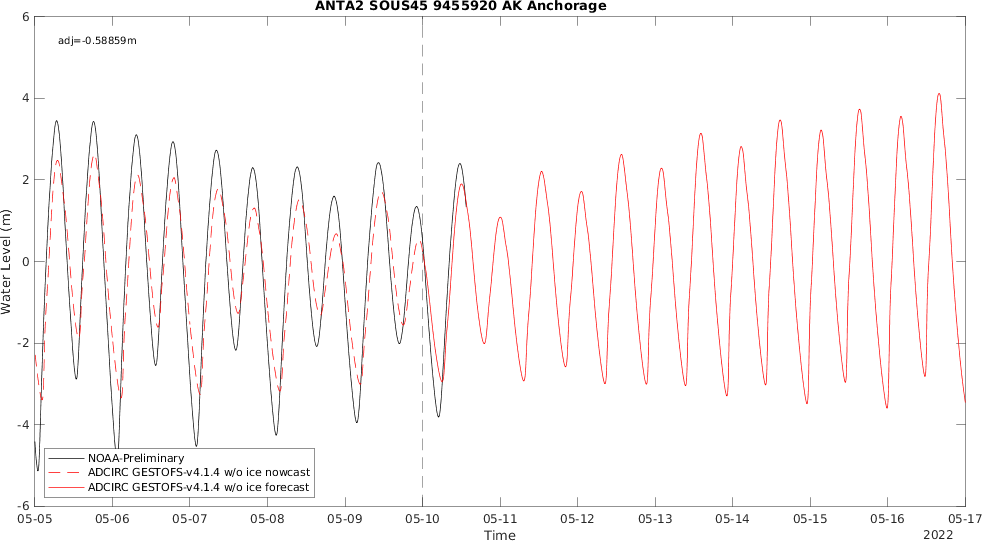 ANTA2 SOUS45 9455920 AK Anchorage
adj=-0.58859m
6
4
2
0
-2
-4
-6
Water Level (m)
NOAA-Preliminary
ADCIRC GESTOFS-v4.1.4 w/o ice nowcast
ADCIRC GESTOFS-v4.1.4 w/o ice forecast
05-05 05-06 05-07 05-08 05-09 05-10 05-11 05-12 05-13 05-14 05-15 05-16 05-17
Time
2022